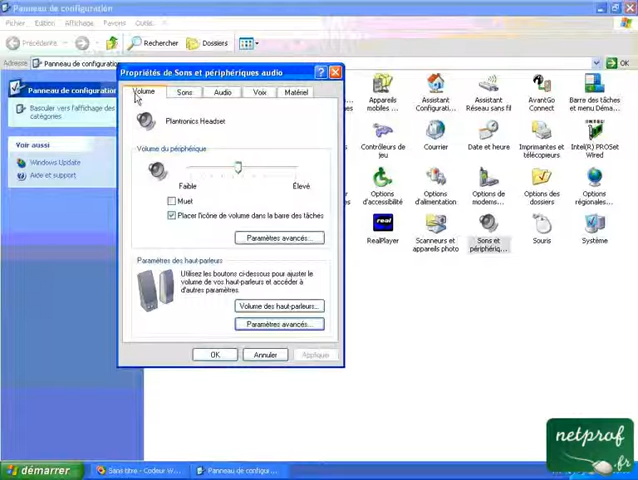 Panneau de configuration
Fichier Edition Affichage Favoris Outils ?
Précédente
Rechercher
Dossiers
Adresse
Panneau de configuration
OK
Panneau de configuration
Basculer vers l'affichage des
catégories
Voir aussi
Windows Update
Aide et support
Propriétés de Sons et périphériques audio
Volume
Sons
Audio
Voix
Matériel
Plantronics Headset
Volume du périphérique
Faible
Élevé
Muet
Placer l'icône de volume dans la barre des tâches
Paramètres avancés...
Paramètres des haut-parleurs
Utilisez les boutons ci-dessous pour ajuster le
volume de vos haut-parleurs et accéder à
d'autres paramètres.
Volume des haut-parleurs...
Paramètres avancés...
OK
Annuler
Appliquer
Appareils
mobiles ...
Assistant
Configurati...
Assistant
Réseau sans fil
AvantGo
Connect
Barre des tâches
et menu Déma...
Contrôleurs de
jeu
Courrier
Date et heure
Imprimantes et
télécopieurs
Intel(R) PROSet
Wired
Options
d'accessibilité
Options
d'alimentation
Options
de modems...
Options des
dossiers
Options
régionales...
RealPlayer
Scanneurs et
appareils photo
Sons et
périphériq...
Souris
Système
démarrer
Sans titre - Codeur W...
Panneau de configur...
netprof
.fr